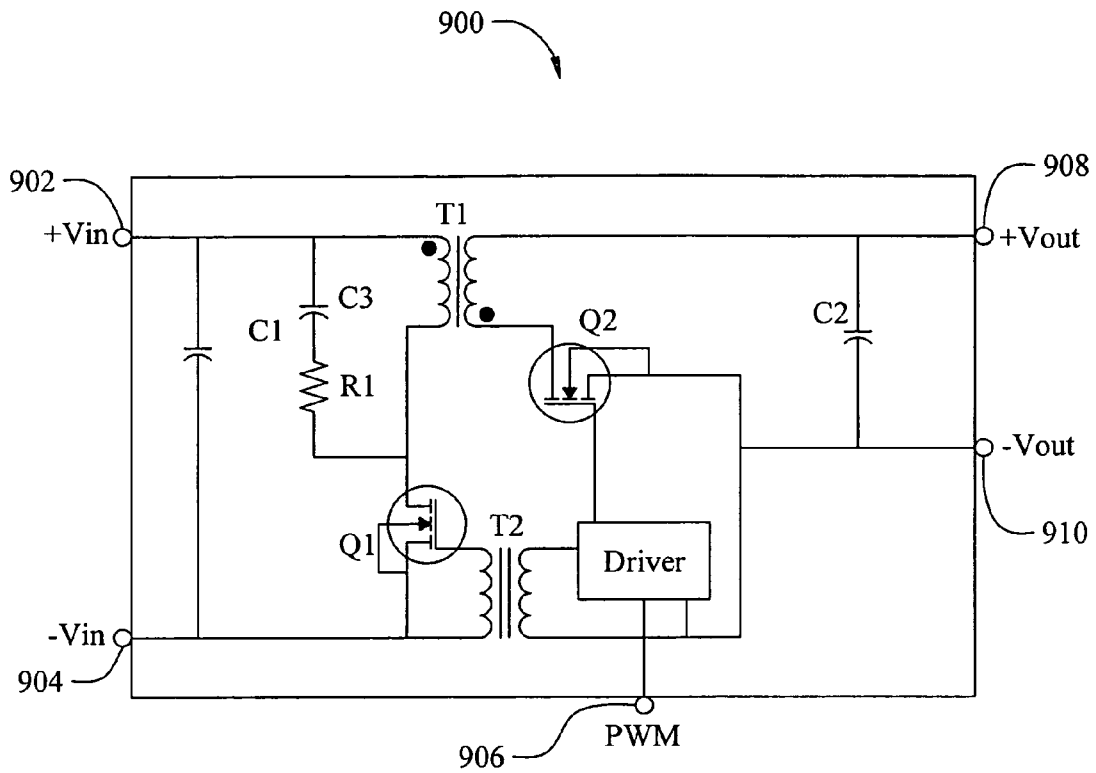 900
902
908
T1
+Vin
+Vout
C3
C1
Q2
C2
R1
-Vout
Q1
T2
910
Driver
-Vin
904
906
PWM